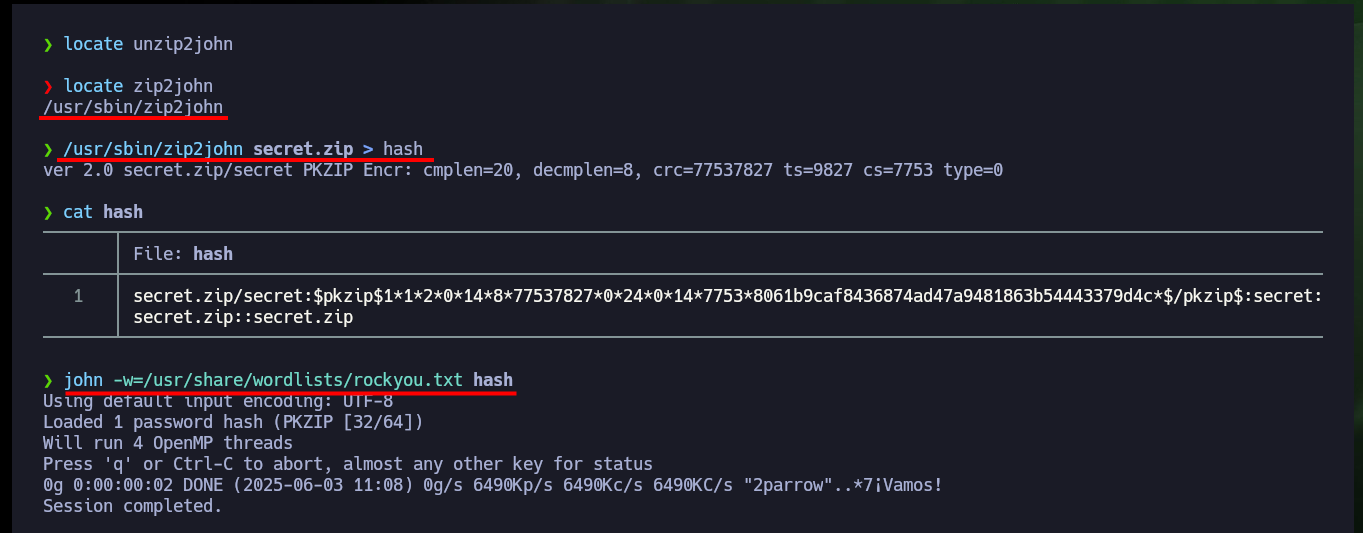 ❯ locate unzip2john
❯ locate zip2john
/usr/sbin/zip2john
❯ /usr/sbin/zip2john secret.zip > hash
ver 2.0 secret.zip/secret PKZIP Encr: cmplen=20, decmplen=8, crc=77537827 ts=9827 cs=7753 type=0
❯ cat hash
File: hash
1 secret.zip/secret:$pkzip$1*1*2*0*14*8*77537827*0*24*0*14*7753*8061b9caf8436874ad47a9481863b54443379d4c*$/pkzip$:secret:
secret.zip::secret.zip
❯ john -w=/usr/share/wordlists/rockyou.txt hash
Using default input encoding: UTF-8
Loaded 1 password hash (PKZIP [32/64])
Will run 4 OpenMP threads
Press 'q' or Ctrl-C to abort, almost any other key for status
0g 0:00:00:02 DONE (2025-06-03 11:08) 0g/s 6490Kp/s 6490Kc/s 6490KC/s "2parrow"..*7¡Vamos!
Session completed.